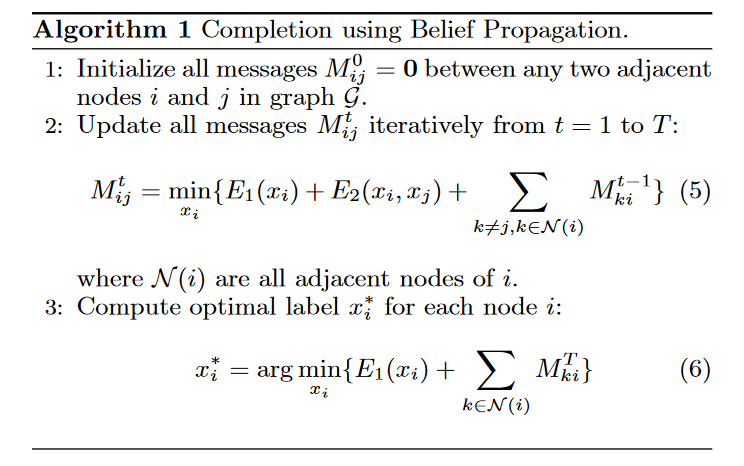 Algorithm 1 Completion using Belief Propagation.
1: Initialize all messages $M_{ij}^0 = \mathbf{0}$ between any two adjacent
nodes $i$ and $j$ in graph $\mathcal{G}$.
2: Update all messages $M_{ij}^t$ iteratively from $t = 1$ to $T$:
$M_{ij}^t = \min_{x_i}\{E_1(x_i) + E_2(x_i, x_j) + \sum_{k \neq j, k \in \mathcal{N}(i)} M_{ki}^{t-1}\}$ (5)
where $\mathcal{N}(i)$ are all adjacent nodes of $i$.
3: Compute optimal label $x_i^*$ for each node $i$:
$x_i^* = \arg\min_{x_i}\{E_1(x_i) + \sum_{k \in \mathcal{N}(i)} M_{ki}^T\}$ (6)